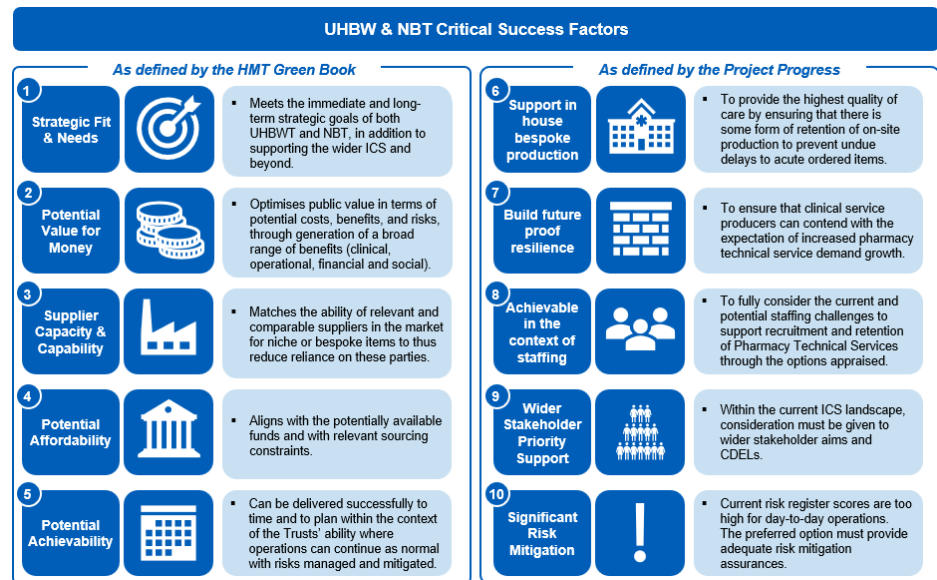 UHBW & NBT Critical Success Factors
As defined by the HMT Green Book
1
Strategic Fit
& Needs
▪ Meets the immediate and long-
term strategic goals of both
UHBWT and NBT, in addition to
supporting the wider ICS and
beyond.
2
Potential
Value for
Money
▪ Optimises public value in terms of
potential costs, benefits, and risks,
through generation of a broad
range of benefits (clinical,
operational, financial and social).
3
Supplier
Capacity &
Capability
▪ Matches the ability of relevant and
comparable suppliers in the market
for niche or bespoke items to thus
reduce reliance on these parties.
4
Potential
Affordability
▪ Aligns with the potentially available
funds and with relevant sourcing
constraints.
5
Potential
Achievability
▪ Can be delivered successfully to
time and to plan within the context
of the Trusts' ability where
operations can continue as normal
with risks managed and mitigated.
As defined by the Project Progress
6
Support in
house
bespoke
production
▪ To provide the highest quality of
care by ensuring that there is
some form of retention of on-site
production to prevent undue
delays to acute ordered items.
7
Build future
proof
resilience
▪ To ensure that clinical service
producers can contend with the
expectation of increased pharmacy
technical service demand growth.
8
Achievable
in the
context of
staffing
▪ To fully consider the current and
potential staffing challenges to
support recruitment and retention
of Pharmacy Technical Services
through the options appraised.
9
Wider
Stakeholder
Priority
Support
▪ Within the current ICS landscape,
consideration must be given to
wider stakeholder aims and
CDELs.
10
Significant
Risk
Mitigation
▪ Current risk register scores are too
high for day-to-day operations.
The preferred option must provide
adequate risk mitigation
assurances.